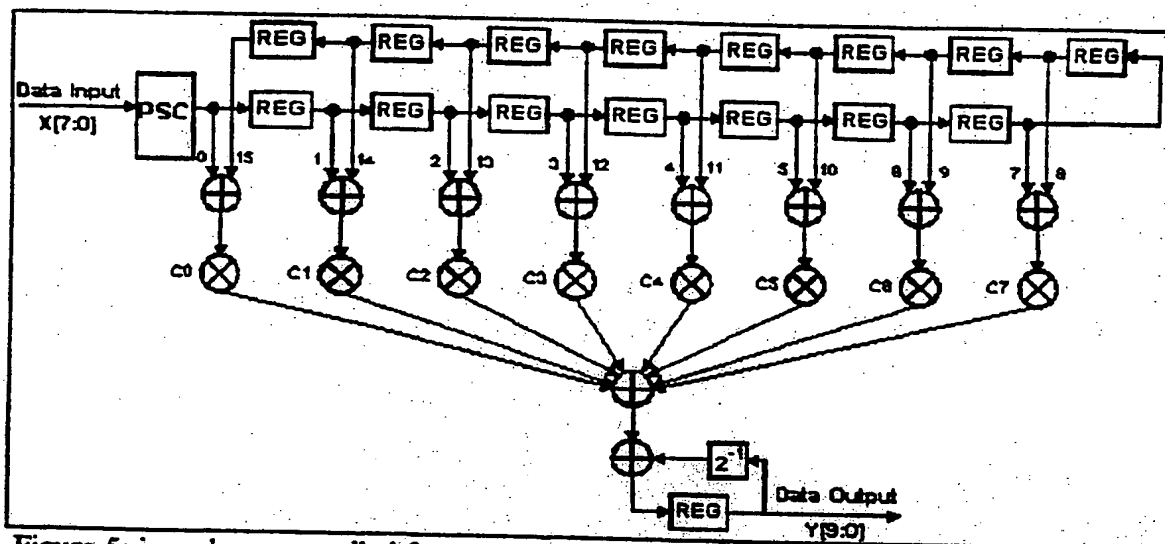 REG REG REG REG REG REG REG REG
Data Input
X[7:0]
PSC
REG REG REG REG REG REG REG
0 15 1 14 2 13 3 12 4 11 5 10 6 9 7 8
C0 C1 C2 C3 C4 C5 C6 C7
2⁻¹
REG
Data Output
Y[9:0]